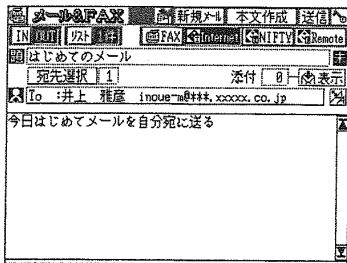 メール&FAX 新規メール 本文作成 送信
IN OUT リスト 1件 FAX Internet NIFTY Remote
はじめてのメール
宛先選択 1 添付 0 表示
To :井上 雅彦 inoue-m@***.xxxxx.co.jp
今日はじめてメールを自分宛に送る